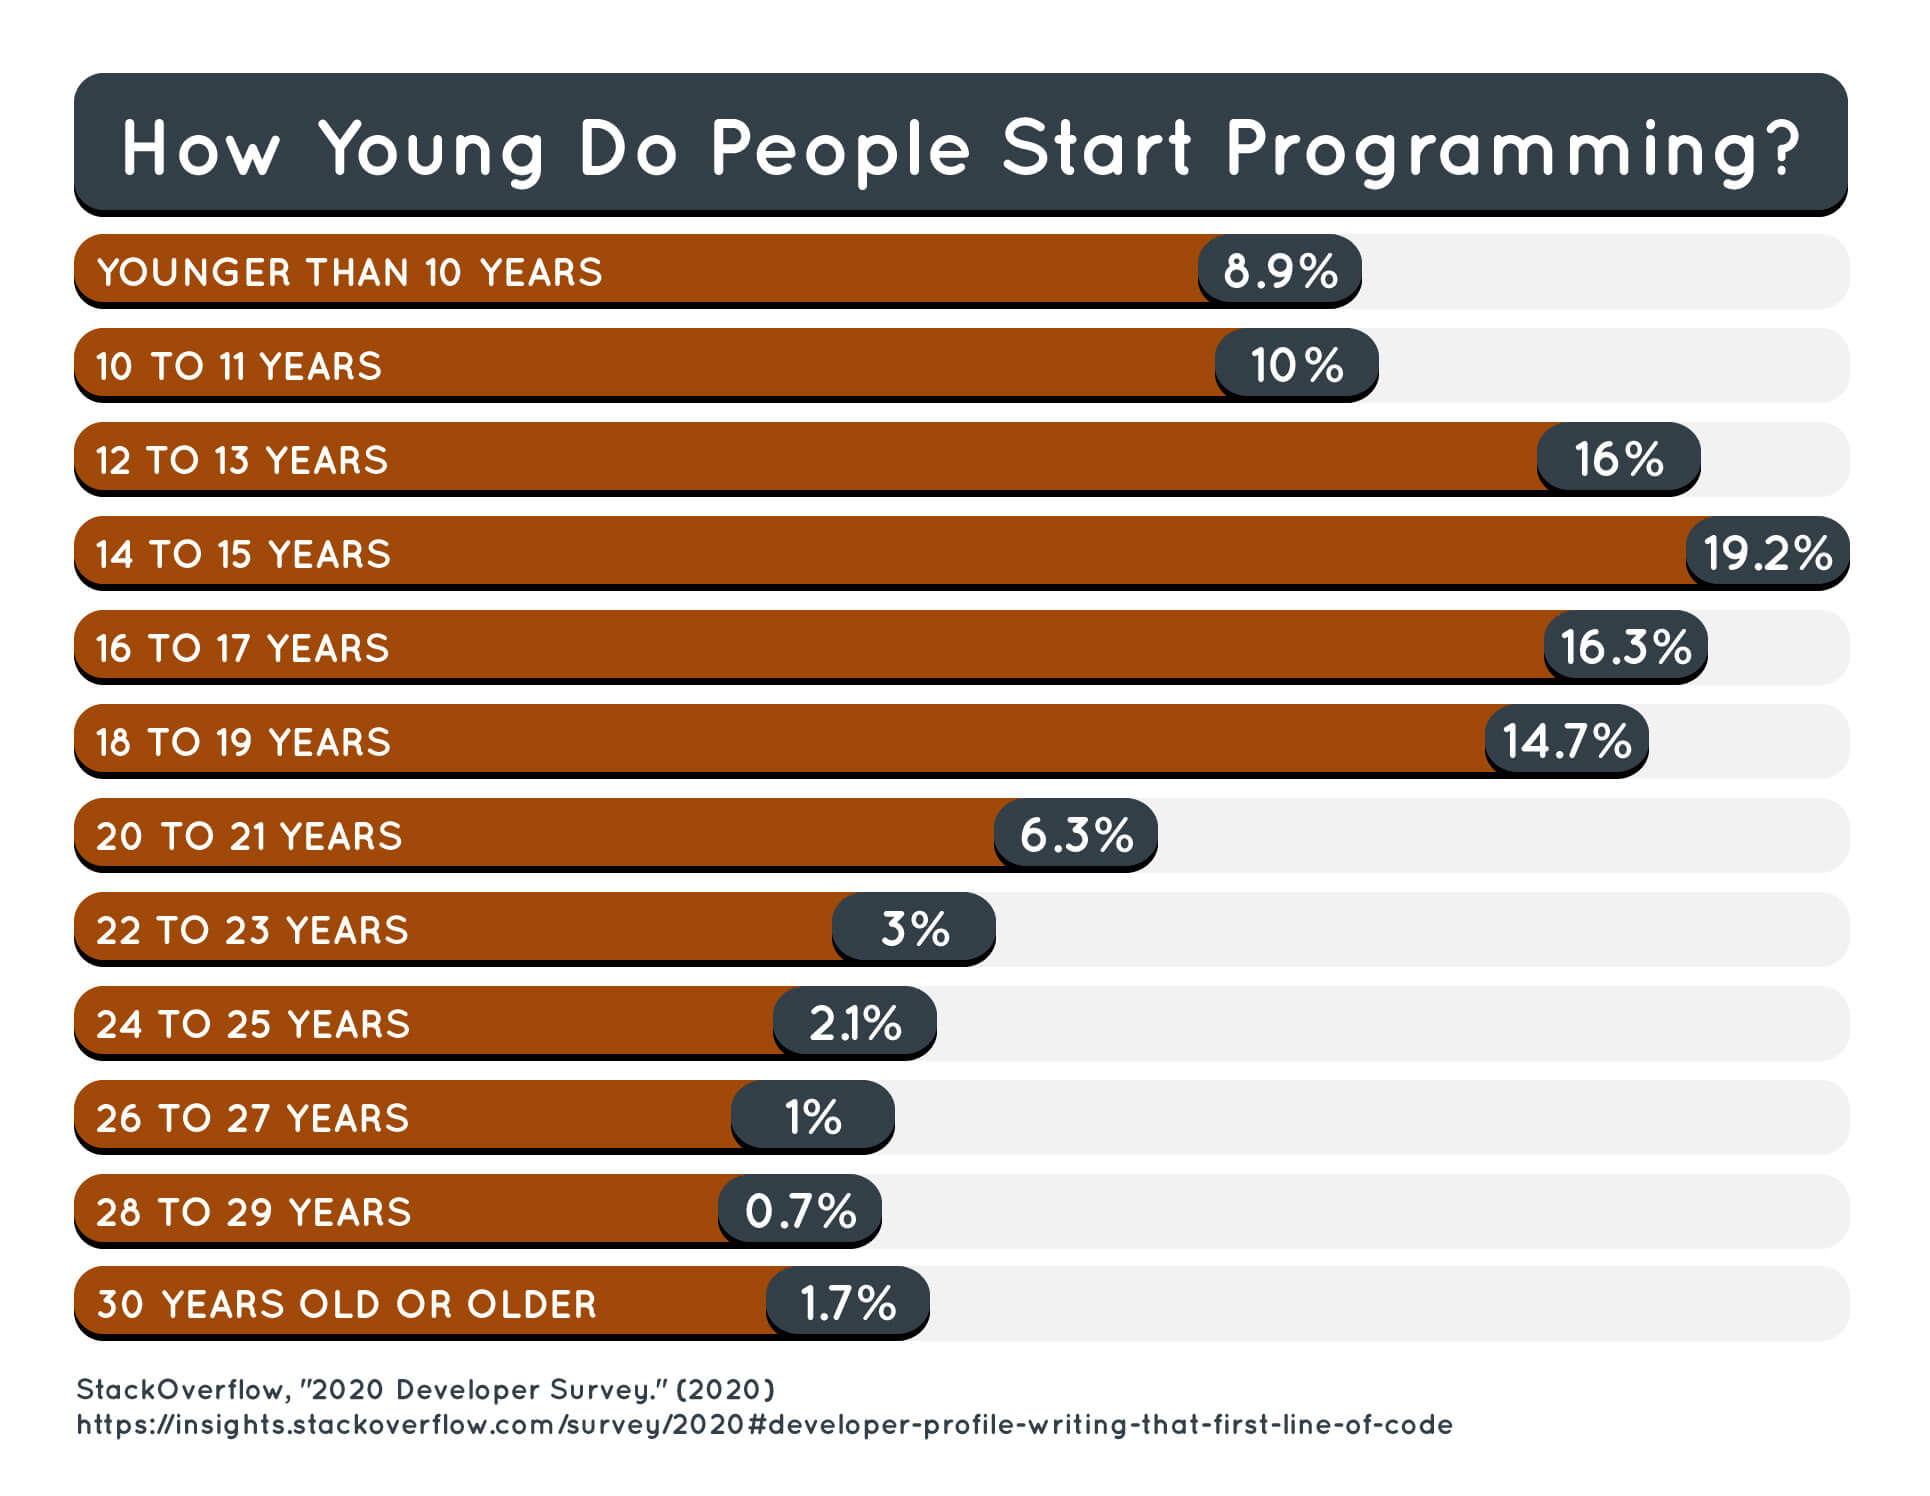 How Young Do People Start Programming?
YOUNGER THAN 10 YEARS 8.9%
10 TO 11 YEARS 10%
12 TO 13 YEARS 16%
14 TO 15 YEARS 19.2%
16 TO 17 YEARS 16.3%
18 TO 19 YEARS 14.7%
20 TO 21 YEARS 6.3%
22 TO 23 YEARS 3%
24 TO 25 YEARS 2.1%
26 TO 27 YEARS 1%
28 TO 29 YEARS 0.7%
30 YEARS OLD OR OLDER 1.7%
StackOverflow, "2020 Developer Survey." (2020)
https://insights.stackoverflow.com/survey/2020#developer-profile-writing-that-first-line-of-code